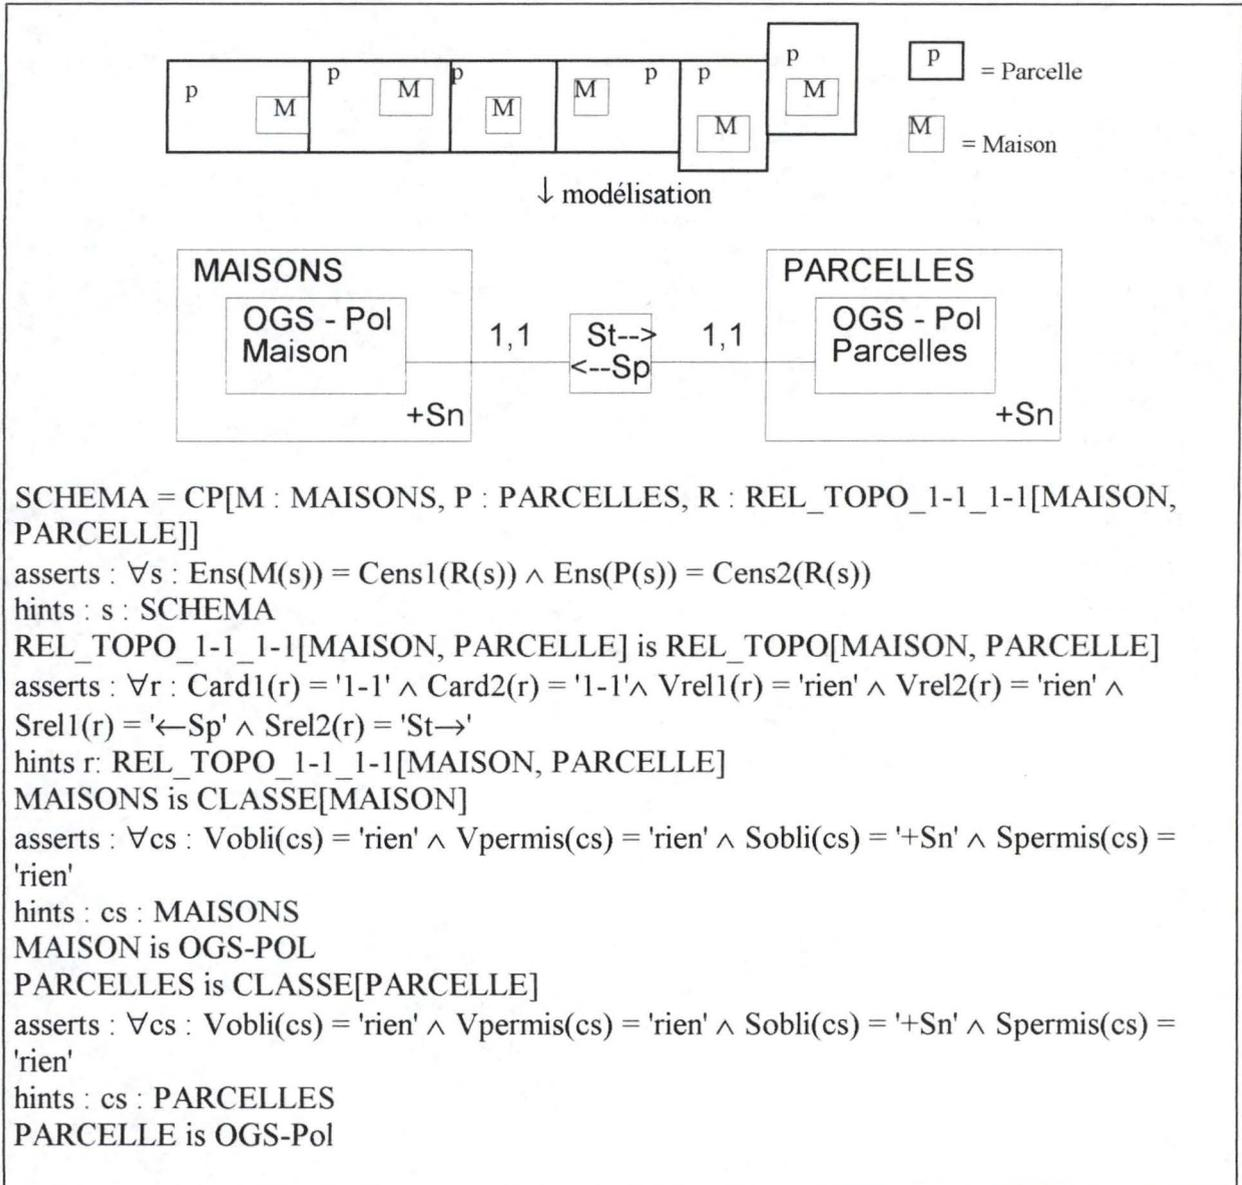 p M p M p M M p p M p M
p = Parcelle
M = Maison
↓ modélisation
MAISONS
OGS - Pol
Maison
+Sn
1,1
St-->
<--Sp
1,1
PARCELLES
OGS - Pol
Parcelles
+Sn
SCHEMA = CP[M : MAISONS, P : PARCELLES, R : REL_TOPO_1-1_1-1[MAISON,
PARCELLE]]
asserts : ∀s : Ens(M(s)) = Cens1(R(s)) ∧ Ens(P(s)) = Cens2(R(s))
hints : s : SCHEMA
REL_TOPO_1-1_1-1[MAISON, PARCELLE] is REL_TOPO[MAISON, PARCELLE]
asserts : ∀r : Card1(r) = '1-1' ∧ Card2(r) = '1-1'∧ Vrel1(r) = 'rien' ∧ Vrel2(r) = 'rien' ∧
Srel1(r) = '←Sp' ∧ Srel2(r) = 'St→'
hints r: REL_TOPO_1-1_1-1[MAISON, PARCELLE]
MAISONS is CLASSE[MAISON]
asserts : ∀cs : Vobli(cs) = 'rien' ∧ Vpermis(cs) = 'rien' ∧ Sobli(cs) = '+Sn' ∧ Spermis(cs) =
'rien'
hints : cs : MAISONS
MAISON is OGS-POL
PARCELLES is CLASSE[PARCELLE]
asserts : ∀cs : Vobli(cs) = 'rien' ∧ Vpermis(cs) = 'rien' ∧ Sobli(cs) = '+Sn' ∧ Spermis(cs) =
'rien'
hints : cs : PARCELLES
PARCELLE is OGS-Pol